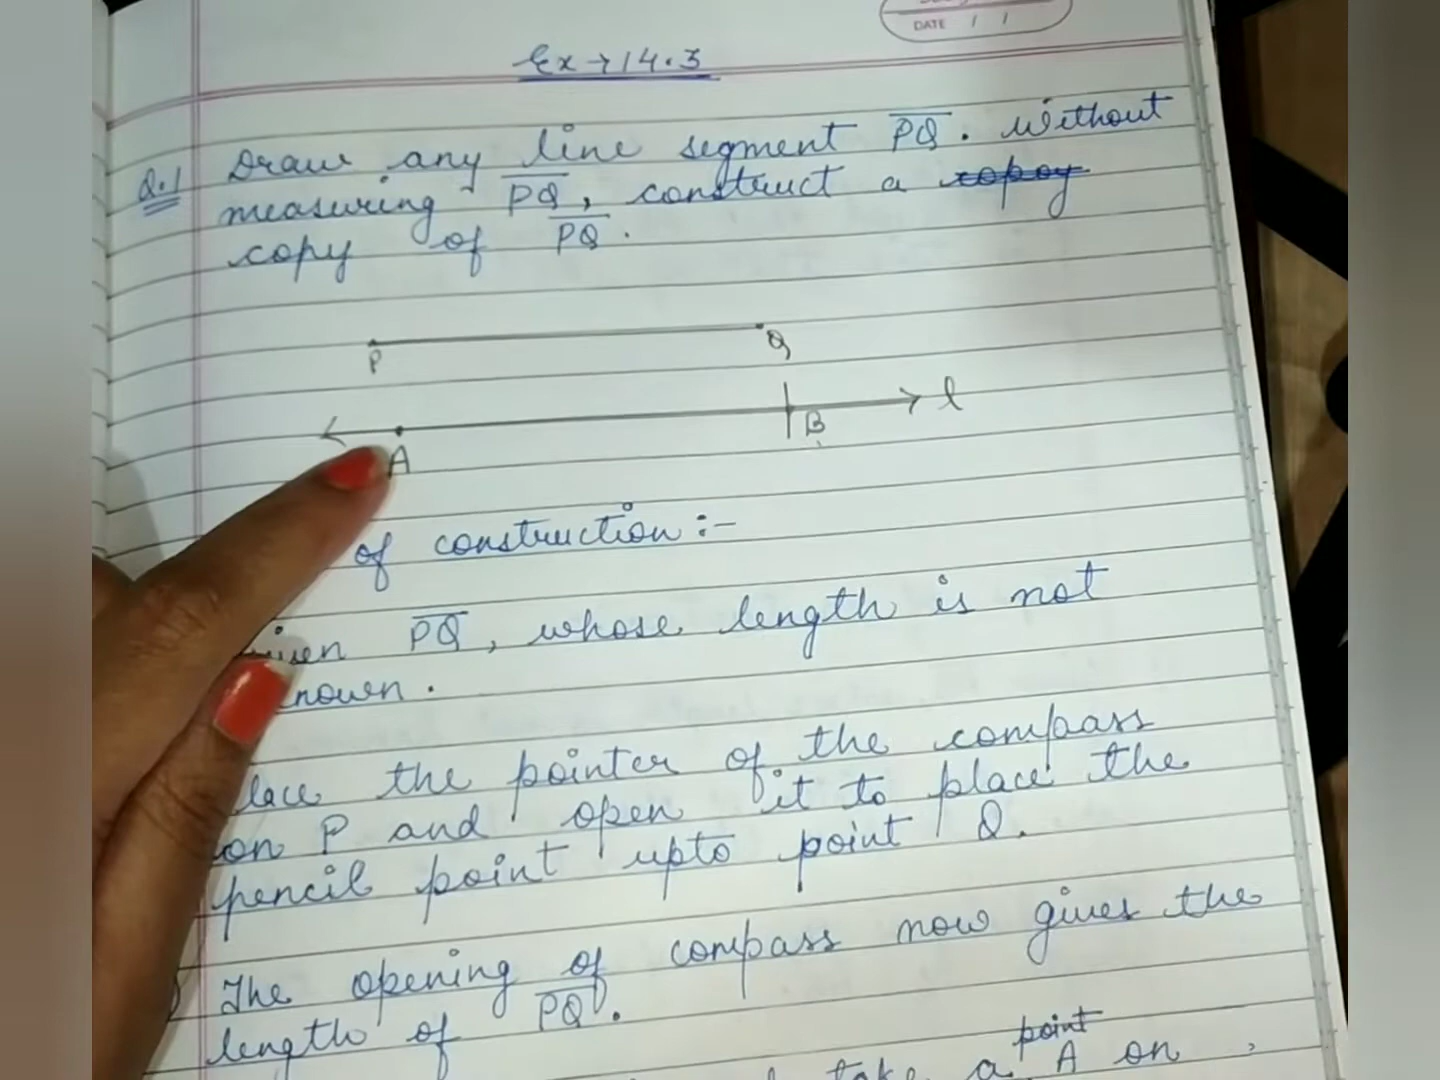 DATE / /
Ex → 14.3
Q.1 Draw any line segment PQ. Without
measuring PQ, construct a copoy
copy of PQ.
P Q
l
A B
of construction :-
PQ, whose length is not
the pointer of the compass
on P and open it to place the
pencil point upto point Q.
The opening of compass now gives the
length of PQ.
point
take a A on